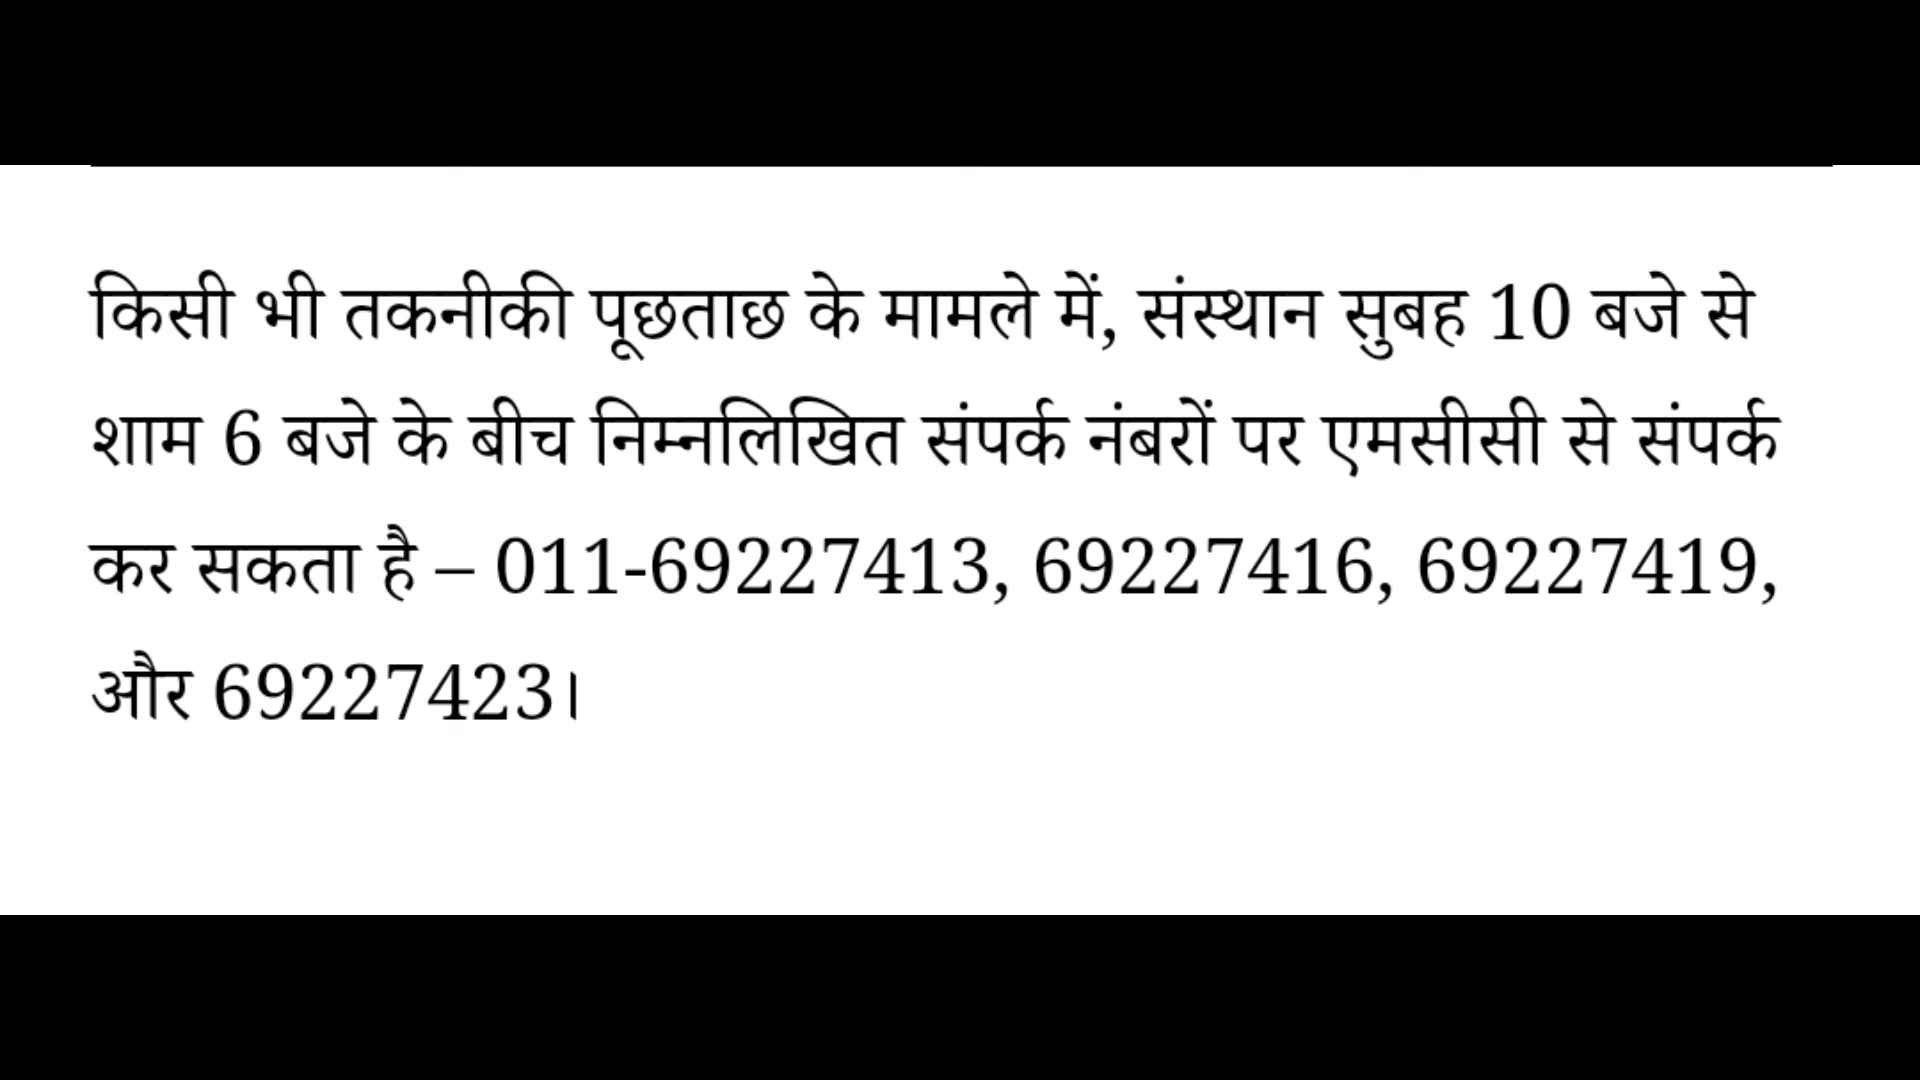 किसी भी तकनीकी पूछताछ के मामले में, संस्थान सुबह 10 बजे से
शाम 6 बजे के बीच निम्नलिखित संपर्क नंबरों पर एमसीसी से संपर्क
कर सकता है – 011-69227413, 69227416, 69227419,
और 69227423।